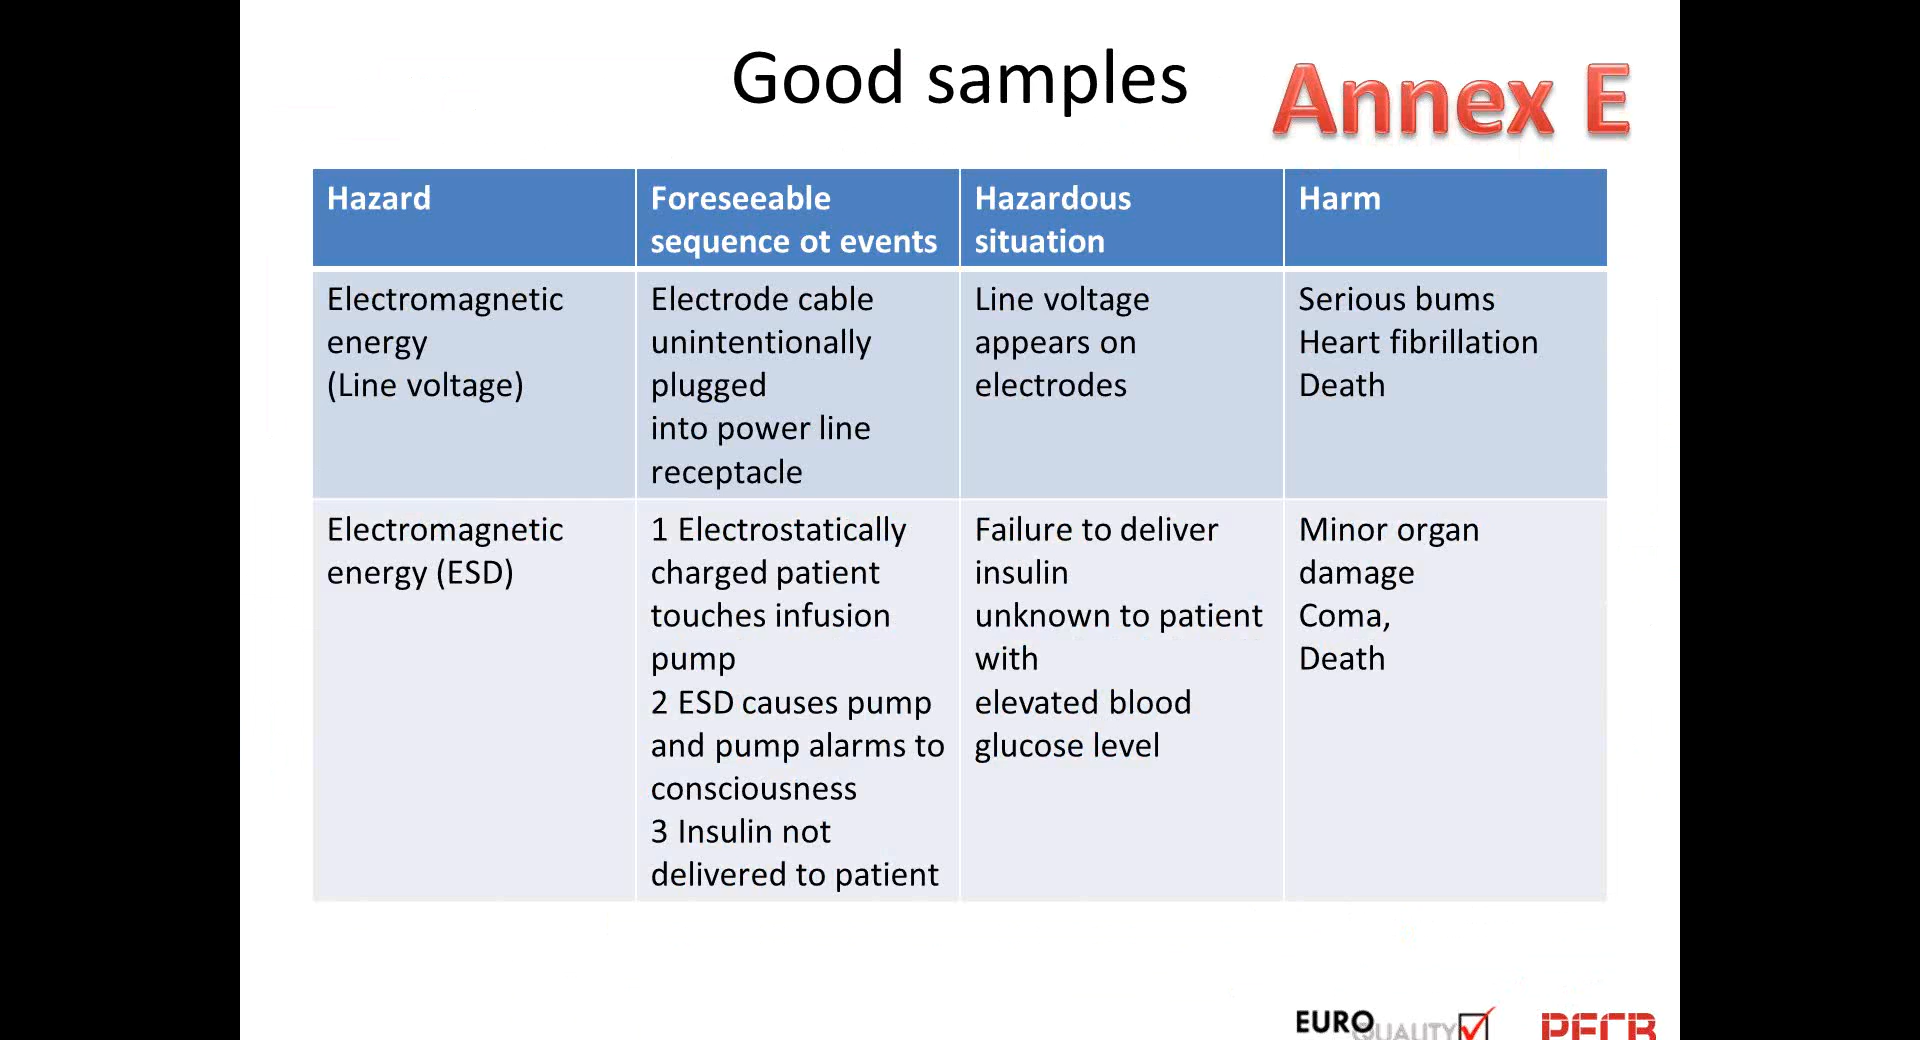 Good samples
Annex E
Hazard
Foreseeable
sequence ot events
Hazardous
situation
Harm
Electromagnetic
energy
(Line voltage)
Electrode cable
unintentionally
plugged
into power line
receptacle
Line voltage
appears on
electrodes
Serious bums
Heart fibrillation
Death
Electromagnetic
energy (ESD)
1 Electrostatically
charged patient
touches infusion
pump
2 ESD causes pump
and pump alarms to
consciousness
3 Insulin not
delivered to patient
Failure to deliver
insulin
unknown to patient
with
elevated blood
glucose level
Minor organ
damage
Coma,
Death
EURO
QUALITY
PECB